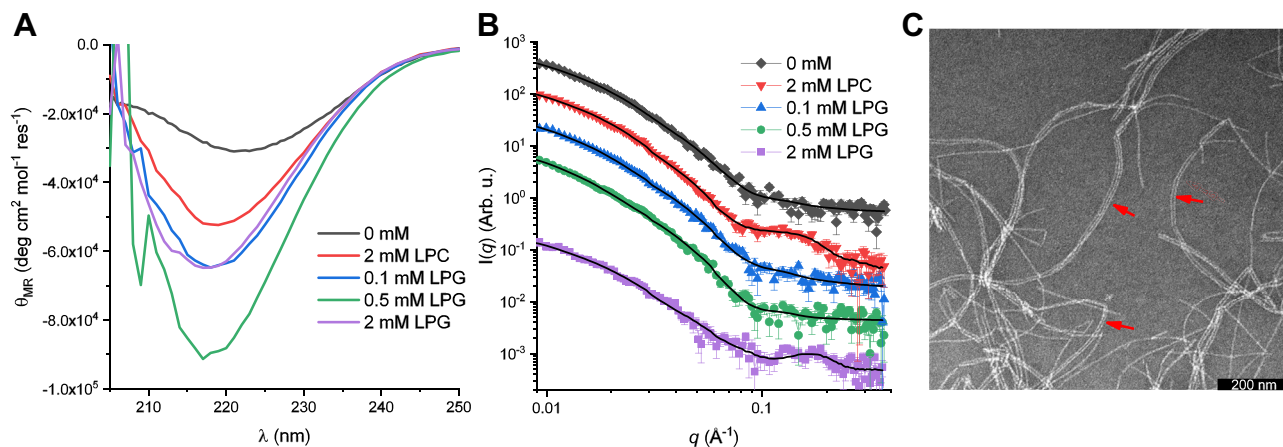 A
0.0
-2.0x10⁴
-4.0x10⁴
-6.0x10⁴
-8.0x10⁴
-1.0x10⁵
θMR (deg cm² mol⁻¹ res⁻¹)
210 220 230 240 250
λ (nm)
0 mM
2 mM LPC
0.1 mM LPG
0.5 mM LPG
2 mM LPG
B
10³
10²
10¹
10⁰
10⁻¹
10⁻²
10⁻³
I(q) (Arb. u.)
0.01 0.1
q (Å⁻¹)
0 mM
2 mM LPC
0.1 mM LPG
0.5 mM LPG
2 mM LPG
C
200 nm